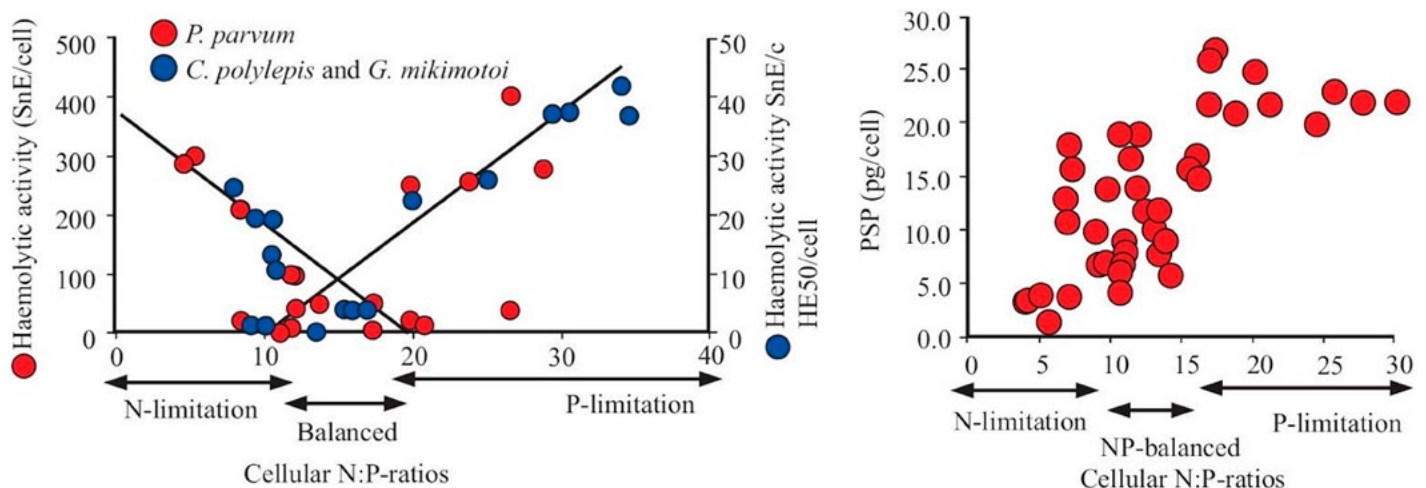 Haemolytic activity (SnE/cell)
500
400
300
200
100
0
P. parvum
C. polylepis and G. mikimotoi
50
40
30
20
10
0
Haemolytic activity SnE/c
HE50/cell
0 10 20 30 40
N-limitation
Balanced
P-limitation
Cellular N:P-ratios
PSP (pg/cell)
30.0
25.0
20.0
15.0
10.0
5.0
0.0
0 5 10 15 20 25 30
N-limitation
NP-balanced
P-limitation
Cellular N:P-ratios